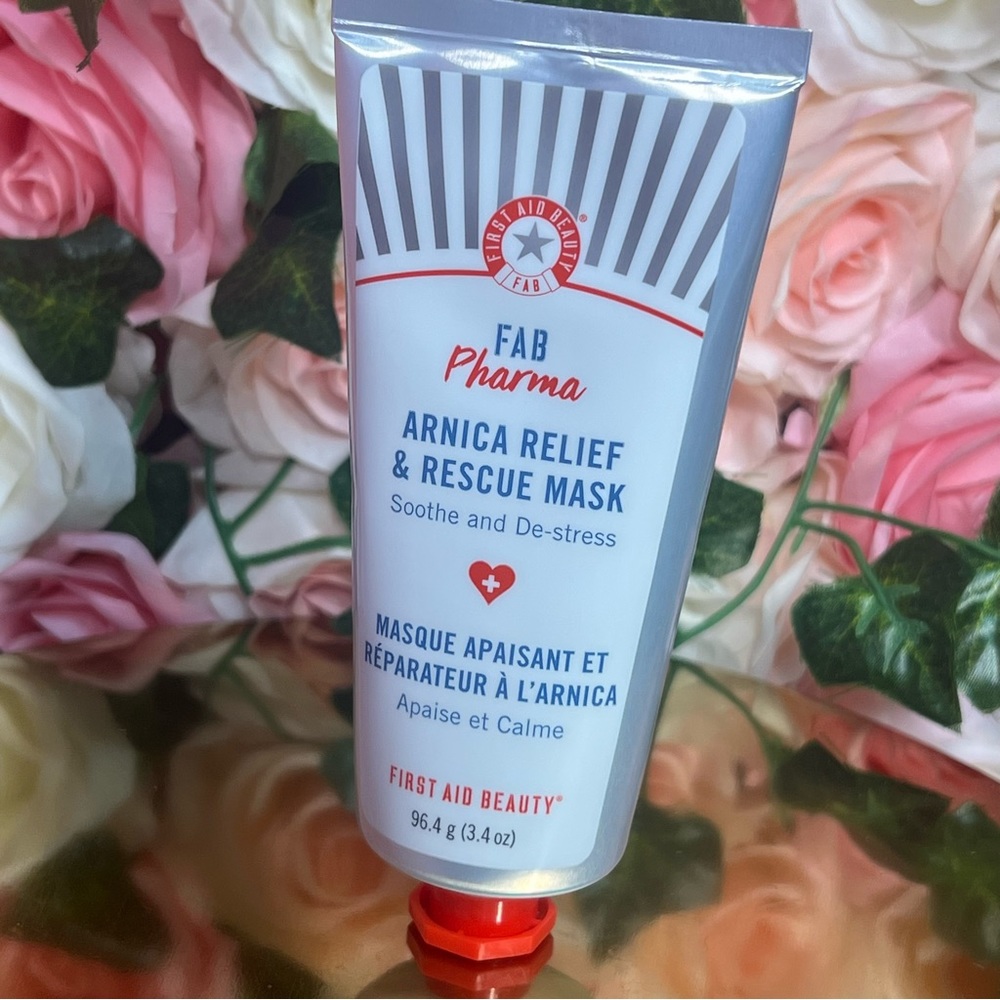 FIRST AID BEAUTY®
FAB
FAB
Pharma
ARNICA RELIEF
& RESCUE MASK
Soothe and De-stress
MASQUE APAISANT ET
RÉPARATEUR À L'ARNICA
Apaise et Calme
FIRST AID BEAUTY®
96.4 g (3.4 oz)